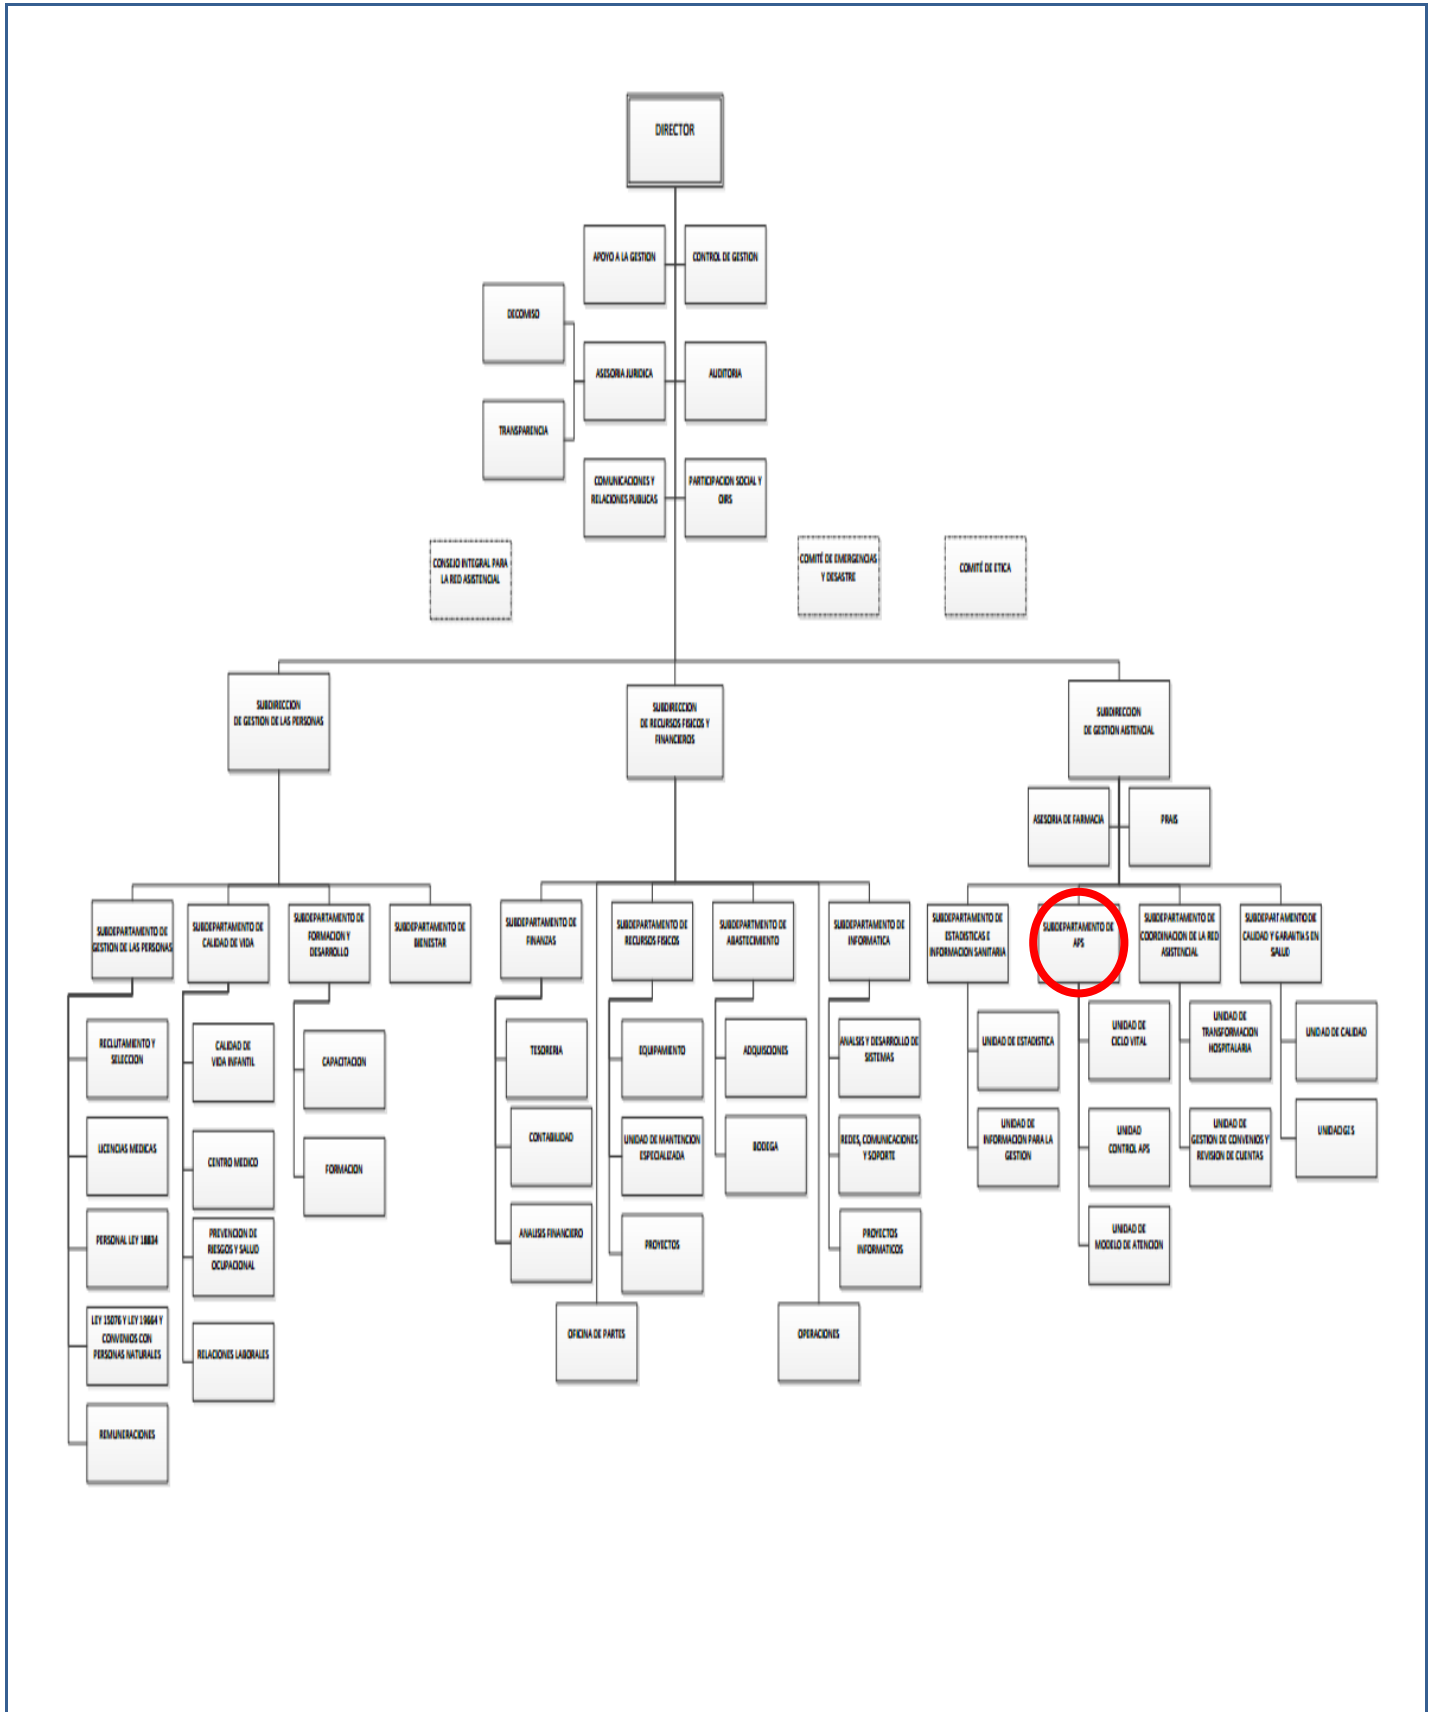 DIRECTOR
APOYO A LA GESTION
CONTROL DE GESTION
DECOMISO
ASESORIA JURIDICA
AUDITORIA
TRANSPARENCIA
COMUNICACIONES Y
RELACIONES PUBLICAS
PARTICIPACION SOCIAL Y
OIRS
CONSEJO INTEGRAL PARA
LA RED ASISTENCIAL
COMITÉ DE EMERGENCIAS
Y DESASTRE
COMITÉ DE ETICA
SUBDIRECCION
DE GESTION DE LAS PERSONAS
SUBDIRECCION
DE RECURSOS FISICOS Y
FINANCIEROS
SUBDIRECCION
DE GESTION AISTENCIAL
ASESORIA DE FARMACIA
PRAIS
SUBDEPARTAMENTO DE
GESTION DE LAS PERSONAS
SUBDEPARTAMENTO DE
CALIDAD DE VIDA
SUBDEPARTAMENTO DE
FORMACION Y
DESARROLLO
SUBDEPARTAMENTO DE
BIENESTAR
SUBDEPARTAMENTO DE
FINANZAS
SUBDEPARTAMENTO DE
RECURSOS FISICOS
SUBDEPARTMENTO DE
ABASTECIMIENTO
SUBDEPARTAMENTO DE
INFORMATICA
SUBDEPARTAMENTO DE
ESTADISTICAS E
INFORMACION SANITARIA
SUBDEPARTAMENTO DE
APS
SUBDEPARTAMENTO DE
COORDINACION DE LA RED
ASISTENCIAL
SUBDEPARTAMENTO DE
CALIDAD Y GARANTIAS EN
SALUD
RECLUTAMIENTO Y
SELECCION
LICENCIAS MEDICAS
PERSONAL LEY 18834
LEY 15076 Y LEY 19664 Y
CONVENIOS CON
PERSONAS NATURALES
REMUNERACIONES
CALIDAD DE
VIDA INFANTIL
CENTRO MEDICO
PREVENCION DE
RIESGOS Y SALUD
OCUPACIONAL
RELACIONES LABORALES
CAPACITACION
FORMACION
TESORERIA
CONTABILIDAD
ANALISIS FINANCIERO
OFICINA DE PARTES
EQUIPAMIENTO
UNIDAD DE MANTENCION
ESPECIALIZADA
PROYECTOS
ADQUISCIONES
BODEGA
OPERACIONES
ANALSIS Y DESARROLLO DE
SISTEMAS
REDES, COMUNICACIONES
Y SOPORTE
PROYECTOS
INFORMATICOS
UNIDAD DE ESTADISTICA
UNIDAD DE
INFORMACION PARA LA
GESTION
UNIDAD DE
CICLO VITAL
UNIDAD
CONTROL APS
UNIDAD DE
MODELO DE ATENCION
UNIDAD DE
TRANSFORMACION
HOSPITALARIA
UNIDAD DE
GESTION DE CONVENIOS Y
REVISION DE CUENTAS
UNIDAD DE CALIDAD
UNIDAD GES